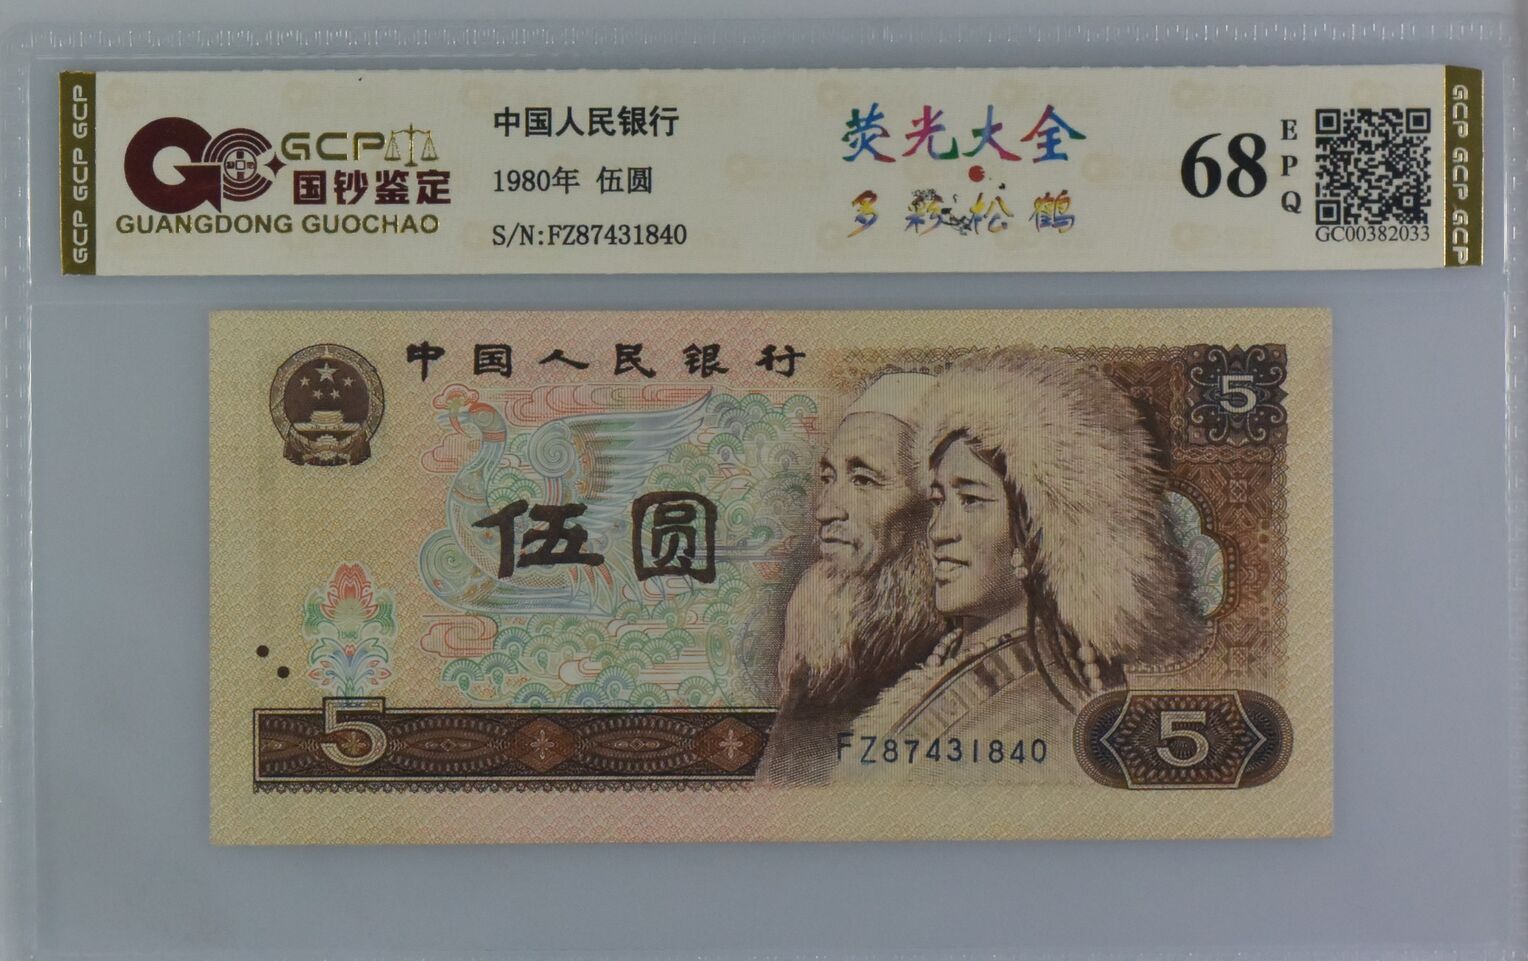 GCP GCP GCP
GCP
国钞鉴定
GUANGDONG GUOCHAO
中国人民银行
1980年 伍圆
S/N:FZ87431840
荧光大全
多彩松鹤
68
EPQ
GC00382033
GCP GCP GCP
中国人民银行
5
伍圆
5
FZ87431840
5